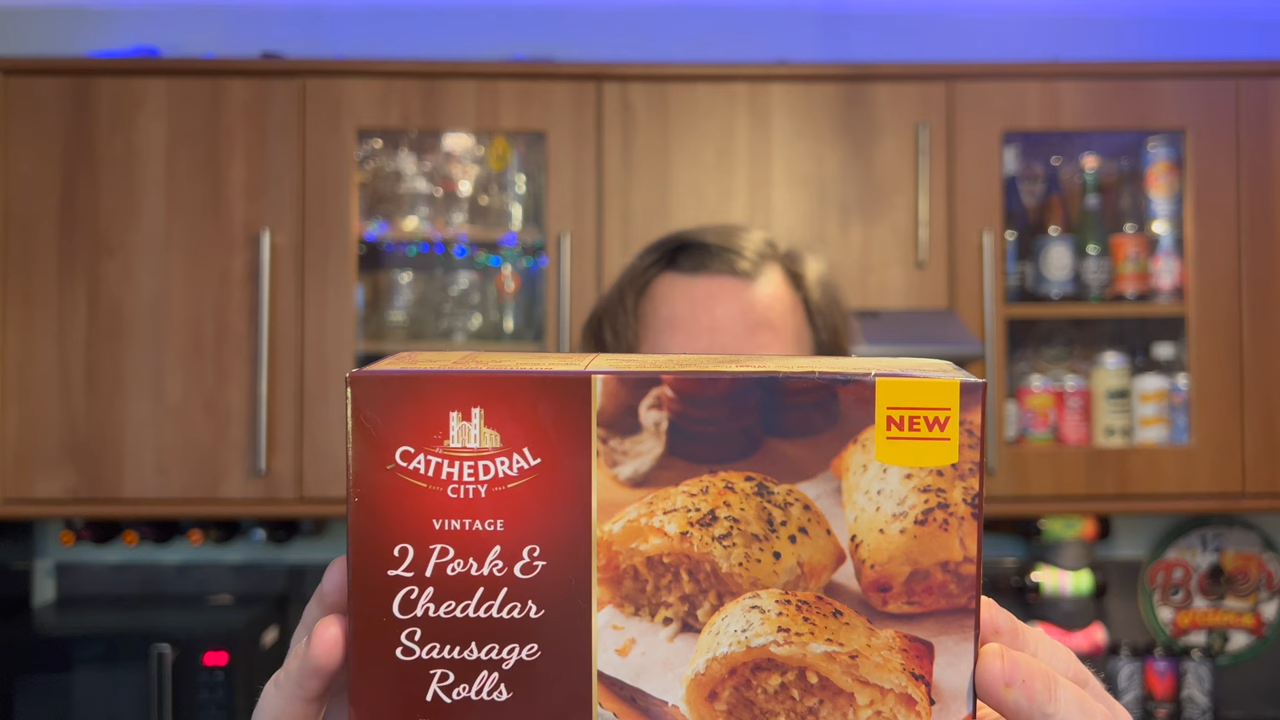 CATHEDRAL
CITY
VINTAGE
2 Pork &
Cheddar
Sausage
Rolls
NEW
Beer